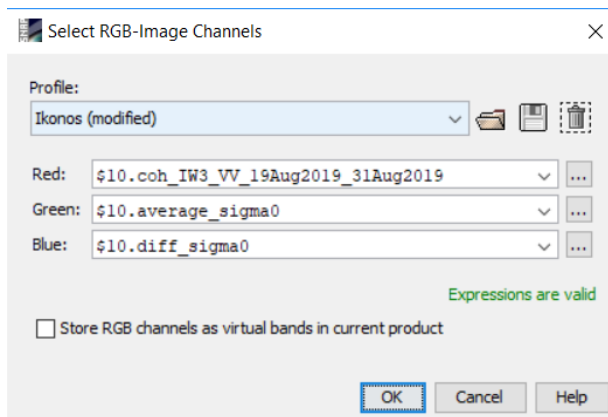 Select RGB-Image Channels
Profile:
Ikonos (modified)
Red: $10.coh_IW3_VV_19Aug2019_31Aug2019 ...
Green: $10.average_sigma0 ...
Blue: $10.diff_sigma0 ...
Expressions are valid
Store RGB channels as virtual bands in current product
OK Cancel Help